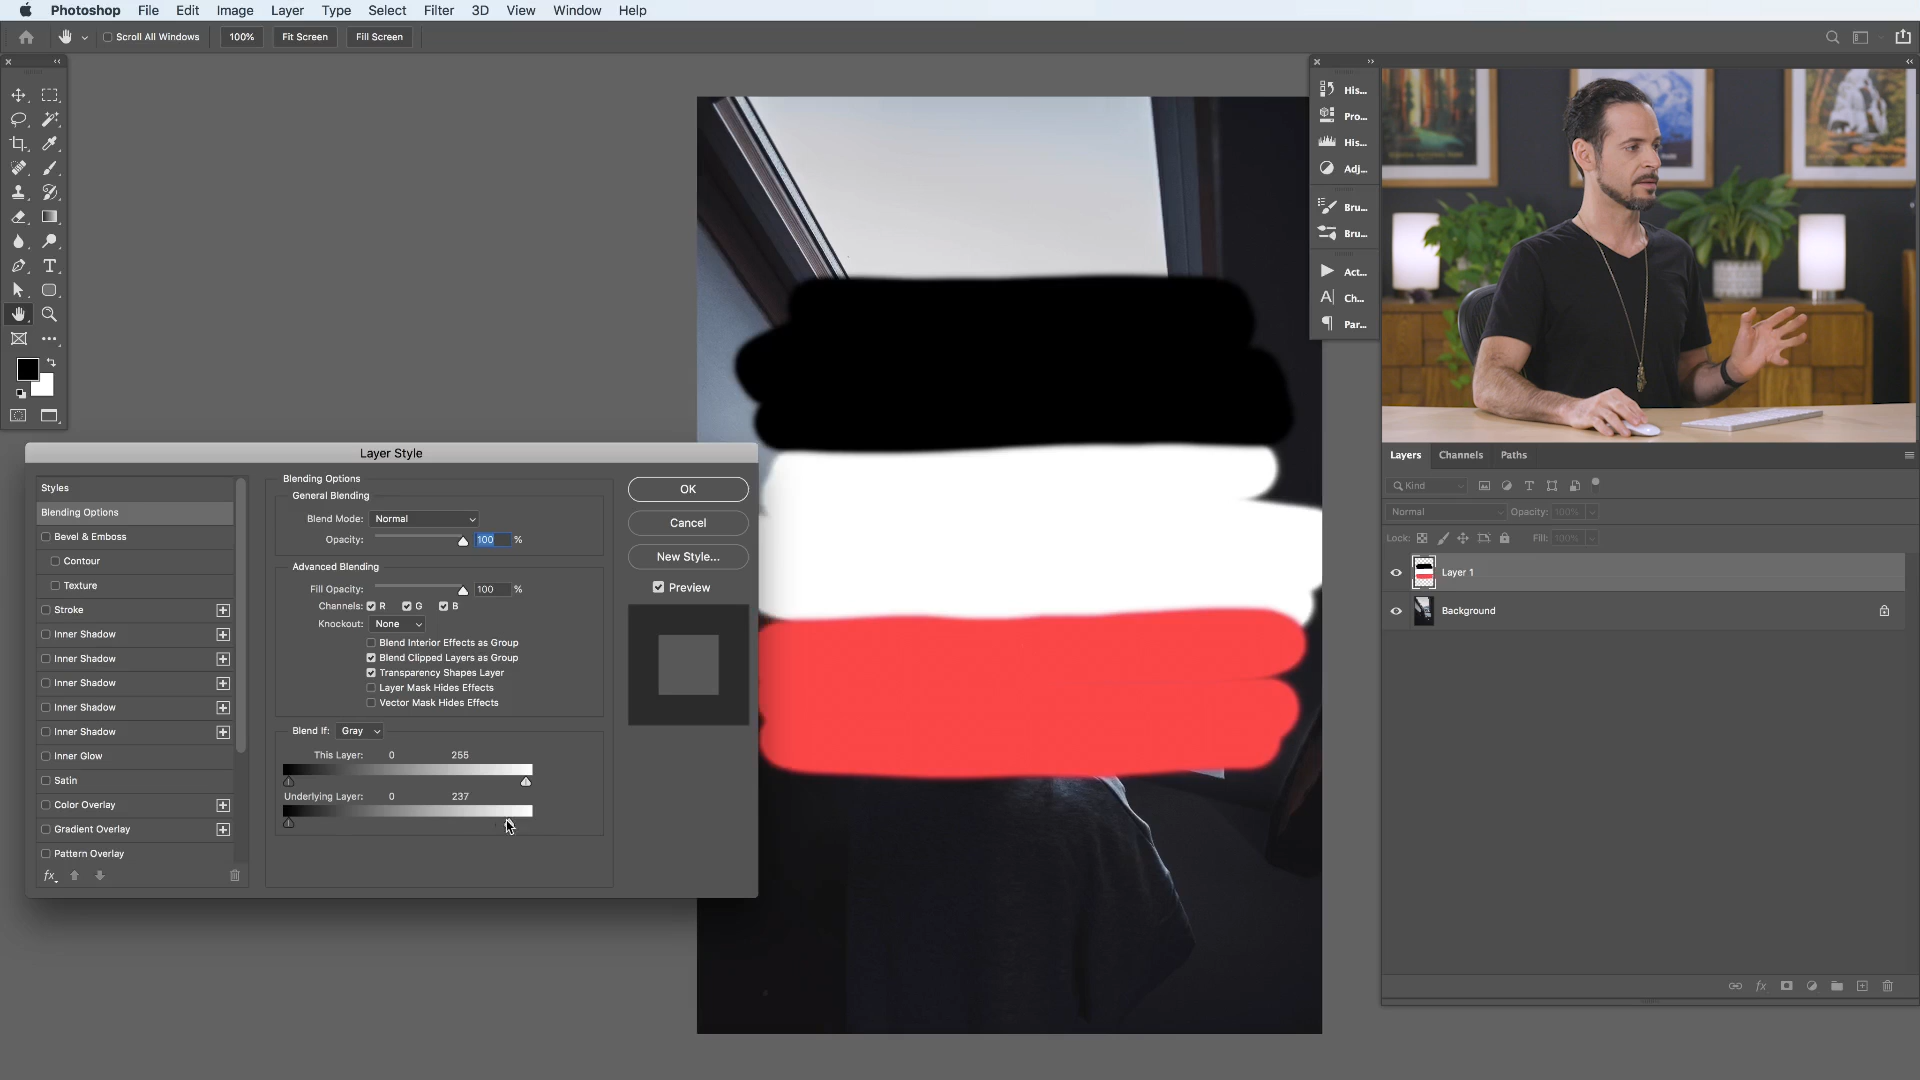 Photoshop File Edit Image Layer Type Select Filter 3D View Window Help
Scroll All Windows 100% Fit Screen Fill Screen
His...
Pro...
His...
Adj...
Bru...
Bru...
Act...
Ch...
Par...
Layer Style
Styles
Blending Options
Bevel & Emboss
Contour
Texture
Stroke
Inner Shadow
Inner Shadow
Inner Shadow
Inner Shadow
Inner Shadow
Inner Glow
Satin
Color Overlay
Gradient Overlay
Pattern Overlay
fx
Blending Options
General Blending
Blend Mode: Normal
Opacity: 100 %
Advanced Blending
Fill Opacity: 100 %
Channels: R G B
Knockout: None
Blend Interior Effects as Group
Blend Clipped Layers as Group
Transparency Shapes Layer
Layer Mask Hides Effects
Vector Mask Hides Effects
Blend If: Gray
This Layer: 0 255
Underlying Layer: 0 237
OK
Cancel
New Style...
Preview
Layers Channels Paths
Kind
Normal Opacity: 100%
Lock: Fill: 100%
Layer 1
Background
fx